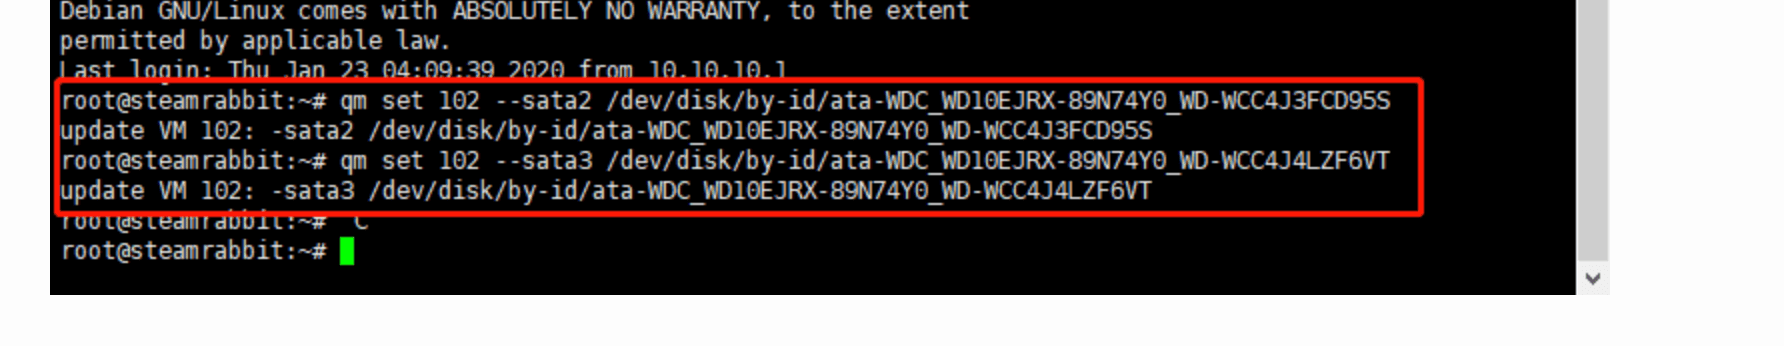 Debian GNU/Linux comes with ABSOLUTELY NO WARRANTY, to the extent
permitted by applicable law.
Last login: Thu Jan 23 04:09:39 2020 from 10.10.10.1
root@steamrabbit:~# qm set 102 --sata2 /dev/disk/by-id/ata-WDC_WD10EJRX-89N74Y0_WD-WCC4J3FCD95S
update VM 102: -sata2 /dev/disk/by-id/ata-WDC_WD10EJRX-89N74Y0_WD-WCC4J3FCD95S
root@steamrabbit:~# qm set 102 --sata3 /dev/disk/by-id/ata-WDC_WD10EJRX-89N74Y0_WD-WCC4J4LZF6VT
update VM 102: -sata3 /dev/disk/by-id/ata-WDC_WD10EJRX-89N74Y0_WD-WCC4J4LZF6VT
root@steamrabbit:~# C
root@steamrabbit:~#